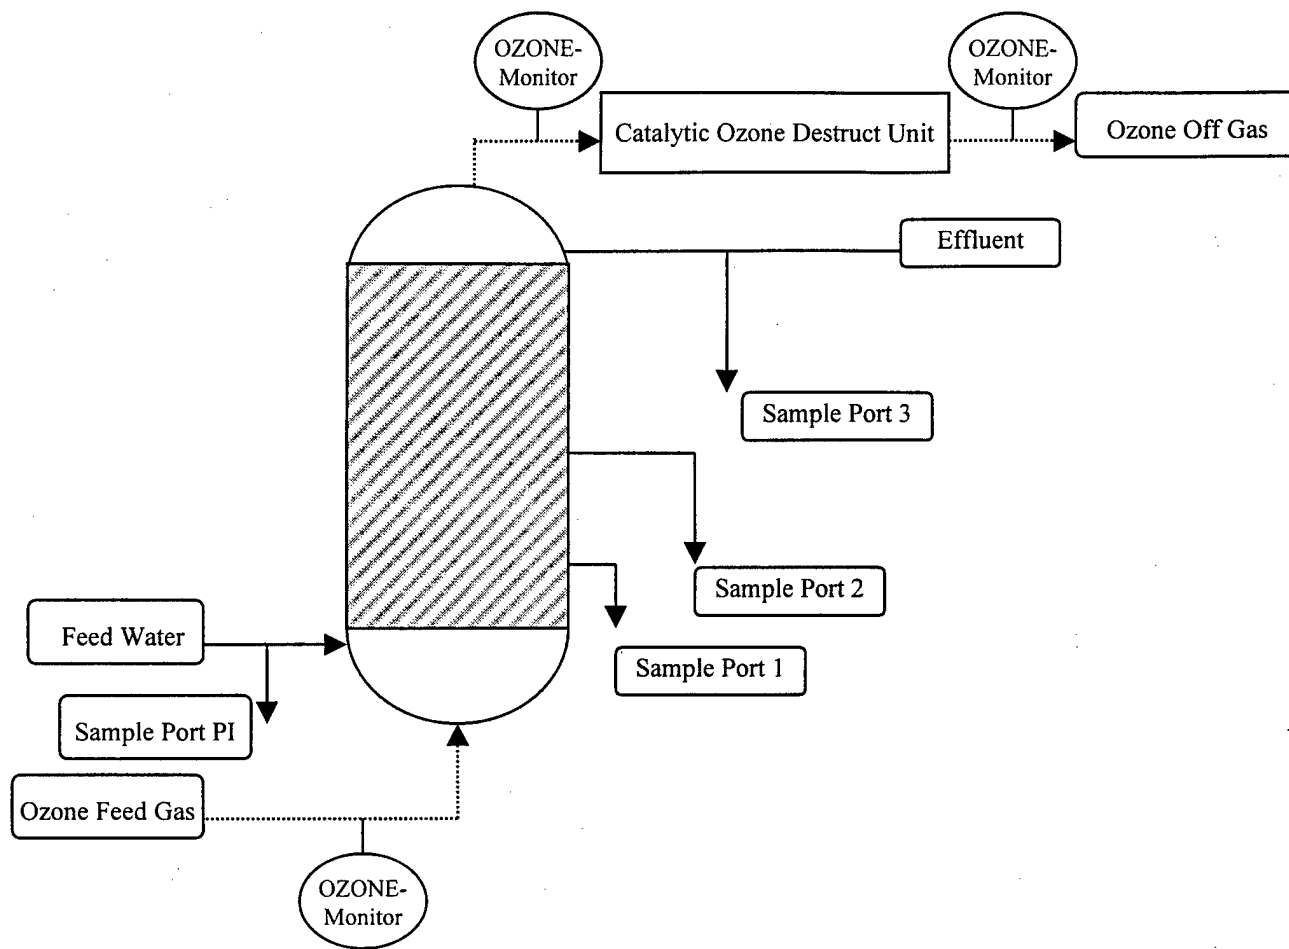 OZONE-
Monitor
OZONE-
Monitor
Catalytic Ozone Destruct Unit
Ozone Off Gas
Effluent
Sample Port 3
Sample Port 2
Feed Water
Sample Port 1
Sample Port PI
Ozone Feed Gas
OZONE-
Monitor